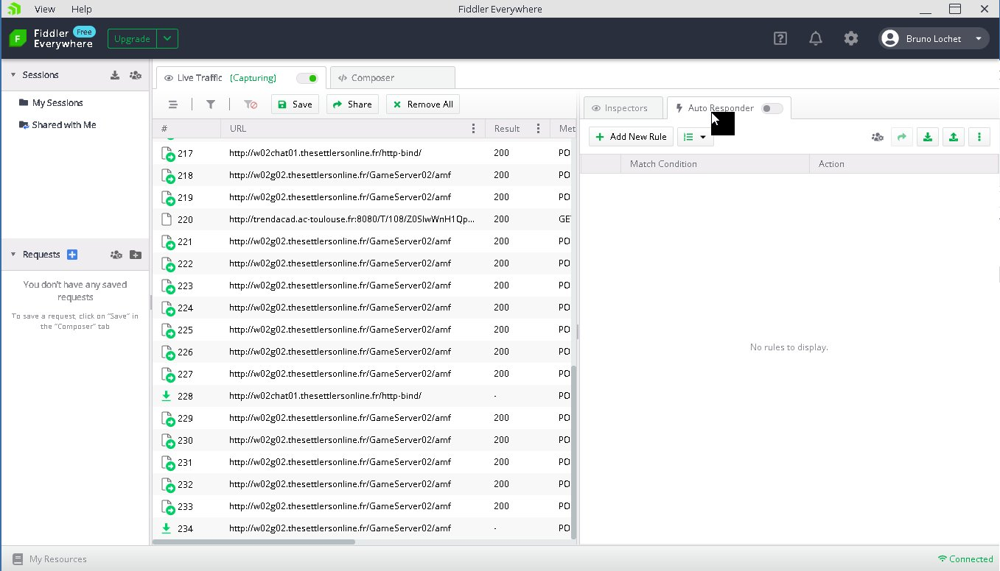 View Help
Fiddler Everywhere
Fiddler Free
Everywhere
Upgrade
Bruno Lochet
Sessions
My Sessions
Shared with Me
Requests
You don't have any saved
requests
To save a request, click on "Save" in
the "Composer" tab
Live Traffic (Capturing)
Composer
Save Share Remove All
# URL Result Met
217 http://w02chat01.thesettlersonline.fr/http-bind/ 200 PO
218 http://w02g02.thesettlersonline.fr/GameServer02/amf 200 PO
219 http://w02g02.thesettlersonline.fr/GameServer02/amf 200 PO
220 http://trendacad.ac-toulouse.fr:8080/T/108/Z0SlwWnH1Qp... 200 GE
221 http://w02g02.thesettlersonline.fr/GameServer02/amf 200 PO
222 http://w02g02.thesettlersonline.fr/GameServer02/amf 200 PO
223 http://w02g02.thesettlersonline.fr/GameServer02/amf 200 PO
224 http://w02g02.thesettlersonline.fr/GameServer02/amf 200 PO
225 http://w02g02.thesettlersonline.fr/GameServer02/amf 200 PO
226 http://w02g02.thesettlersonline.fr/GameServer02/amf 200 PO
227 http://w02g02.thesettlersonline.fr/GameServer02/amf 200 PO
228 http://w02chat01.thesettlersonline.fr/http-bind/ - PO
229 http://w02g02.thesettlersonline.fr/GameServer02/amf 200 PO
230 http://w02g02.thesettlersonline.fr/GameServer02/amf 200 PO
231 http://w02g02.thesettlersonline.fr/GameServer02/amf 200 PO
232 http://w02g02.thesettlersonline.fr/GameServer02/amf 200 PO
233 http://w02g02.thesettlersonline.fr/GameServer02/amf 200 PO
234 http://w02g02.thesettlersonline.fr/GameServer02/amf - PO
Inspectors
Auto Responder
Add New Rule
Match Condition Action
No rules to display.
My Resources
Connected